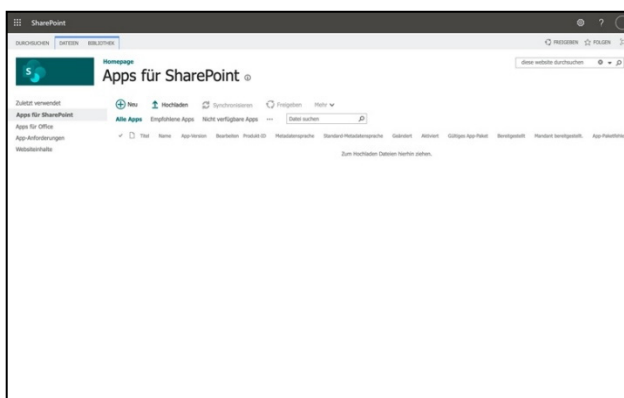 SharePoint ?
DURCHSUCHEN DATEIEN BIBLIOTHEK FREIGEBEN FOLGEN
S
Homepage
Apps für SharePoint
diese website durchsuchen
Zuletzt verwendet
Apps für SharePoint
Apps für Office
App-Anforderungen
Websiteinhalte
Neu Hochladen Synchronisieren Freigeben Mehr
Alle Apps Empfohlene Apps Nicht verfügbare Apps ... Datei suchen
Titel Name App-Version Bearbeiten Produkt-ID Metadatensprache Standard-Metadatensprache Geändert Aktiviert Gültiges App-Paket Bereitgestellt Mandant bereitgestellt.
Zum Hochladen Dateien hierhin ziehen.